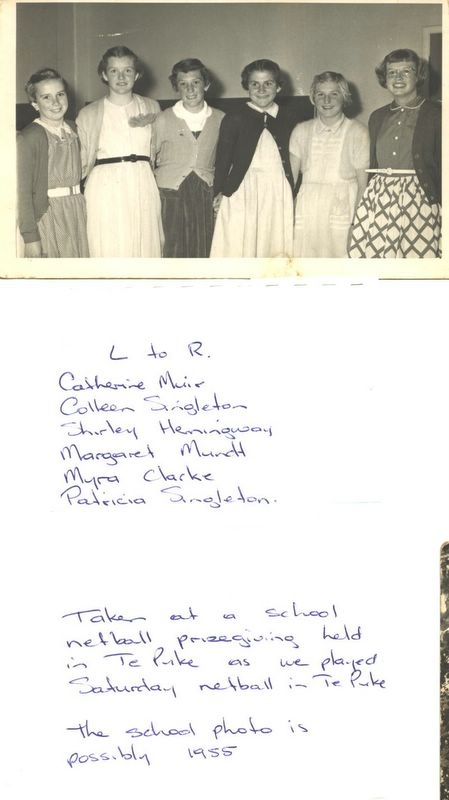 L to R.
Catherine Muir
Colleen Singleton
Shirley Hemingway
Margaret Mundt
Myra Clarke
Patricia Singleton.
Taken at a school
netball prizegiving held
in Te Puke as we played
Saturday netball in Te Puke
the school photo is
possibly 1955